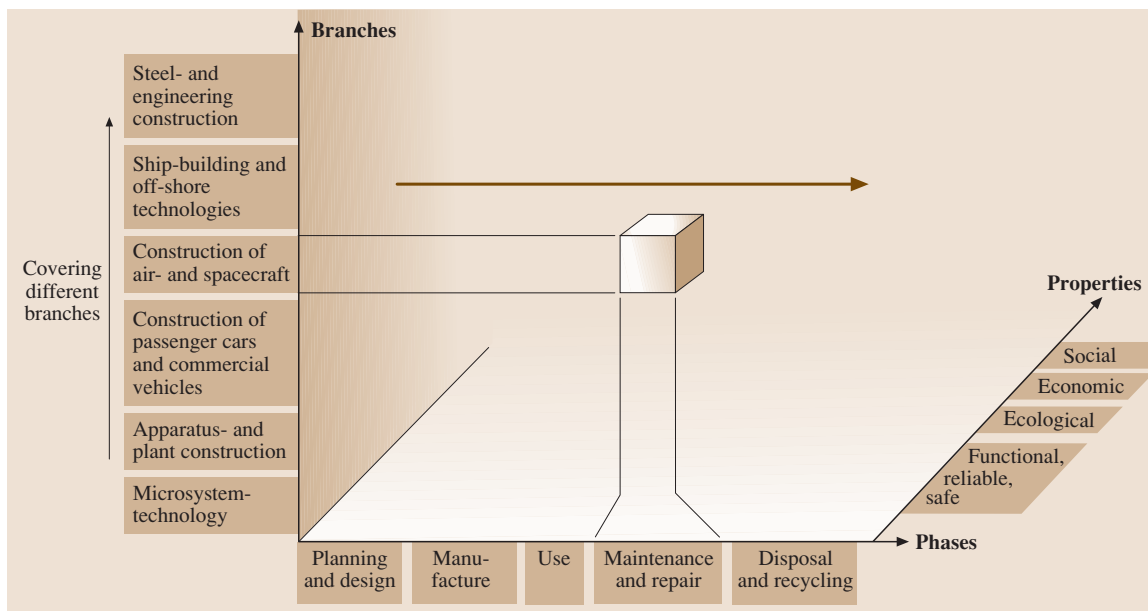 Branches
Steel- and
engineering
construction
Ship-building and
off-shore
technologies
Construction of
air- and spacecraft
Construction of
passenger cars
and commercial
vehicles
Apparatus- and
plant construction
Microsystem-
technology
Covering
different
branches
Properties
Social
Economic
Ecological
Functional,
reliable,
safe
Phases
Planning
and design
Manu-
facture
Use
Maintenance
and repair
Disposal
and recycling